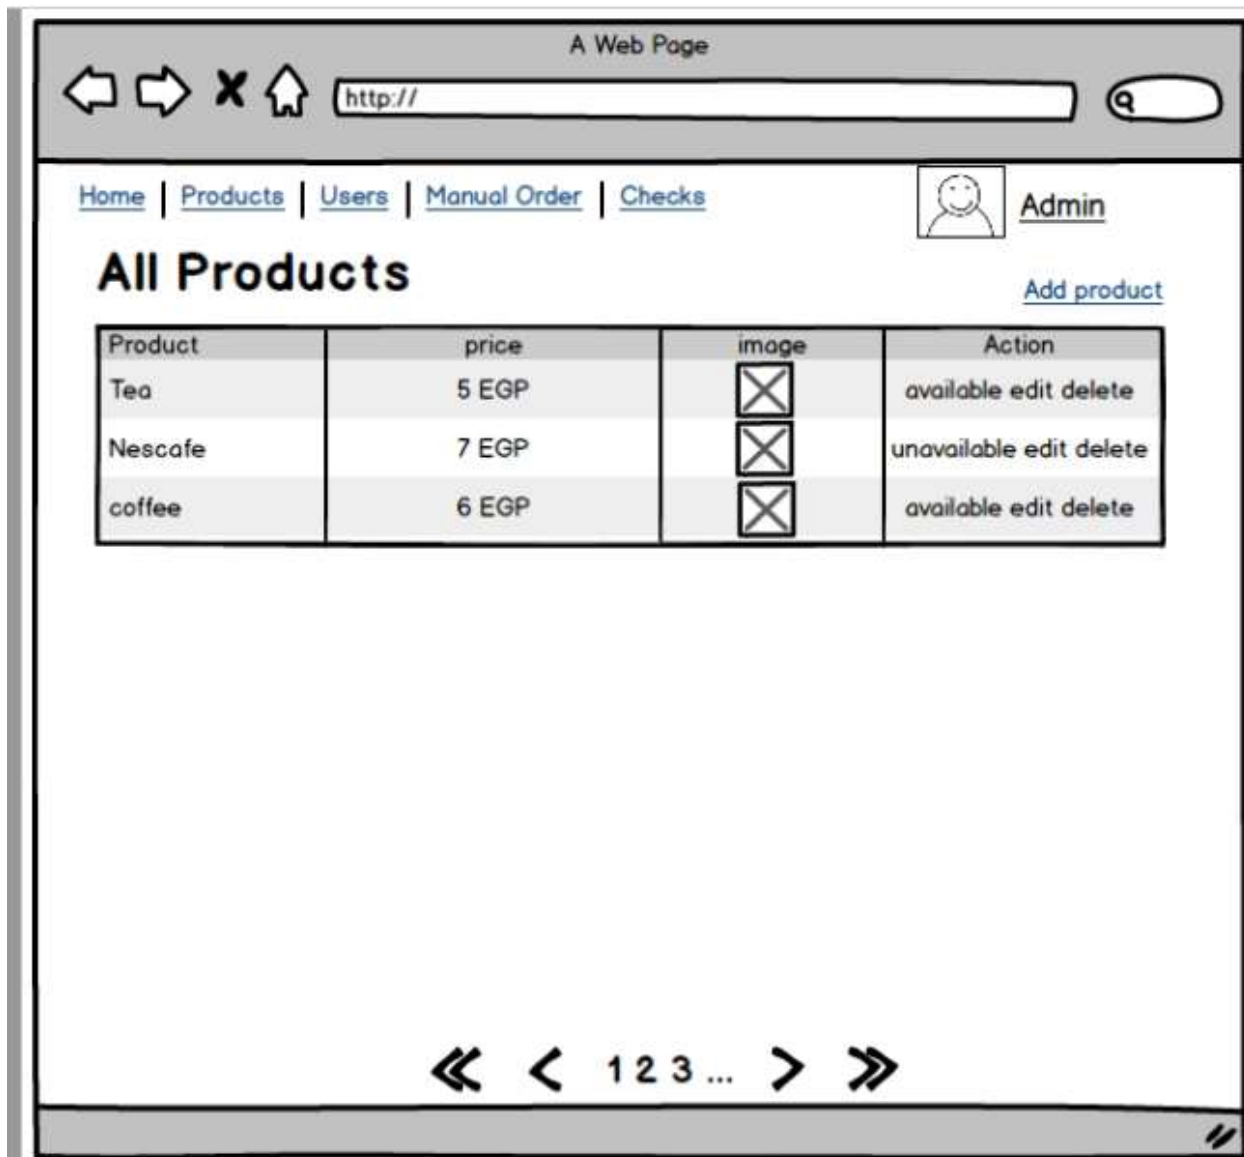 A Web Page
http://
Home | Products | Users | Manual Order | Checks
Admin
All Products
Add product
Product price image Action
Tea 5 EGP available edit delete
Nescafe 7 EGP unavailable edit delete
coffee 6 EGP available edit delete
1 2 3 ...